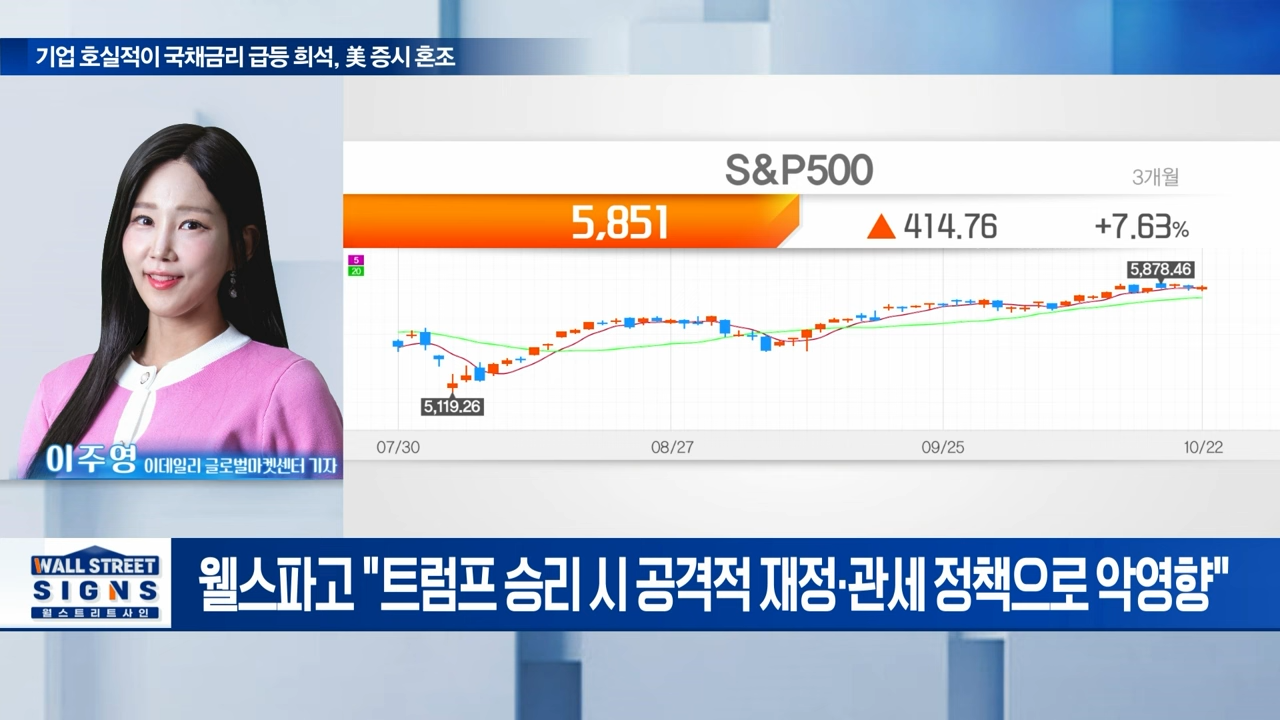 기업 호실적이 국채금리 급등 희석, 美 증시 혼조
S&P500
3개월
5,851 ▲ 414.76 +7.63%
5
20
5,878.46
5,119.26
07/30 08/27 09/25 10/22
이주영 이데일리 글로벌마켓센터 기자
WALL STREET
SIGNS
월스트리트사인
웰스파고 "트럼프 승리 시 공격적 재정·관세 정책으로 악영향"